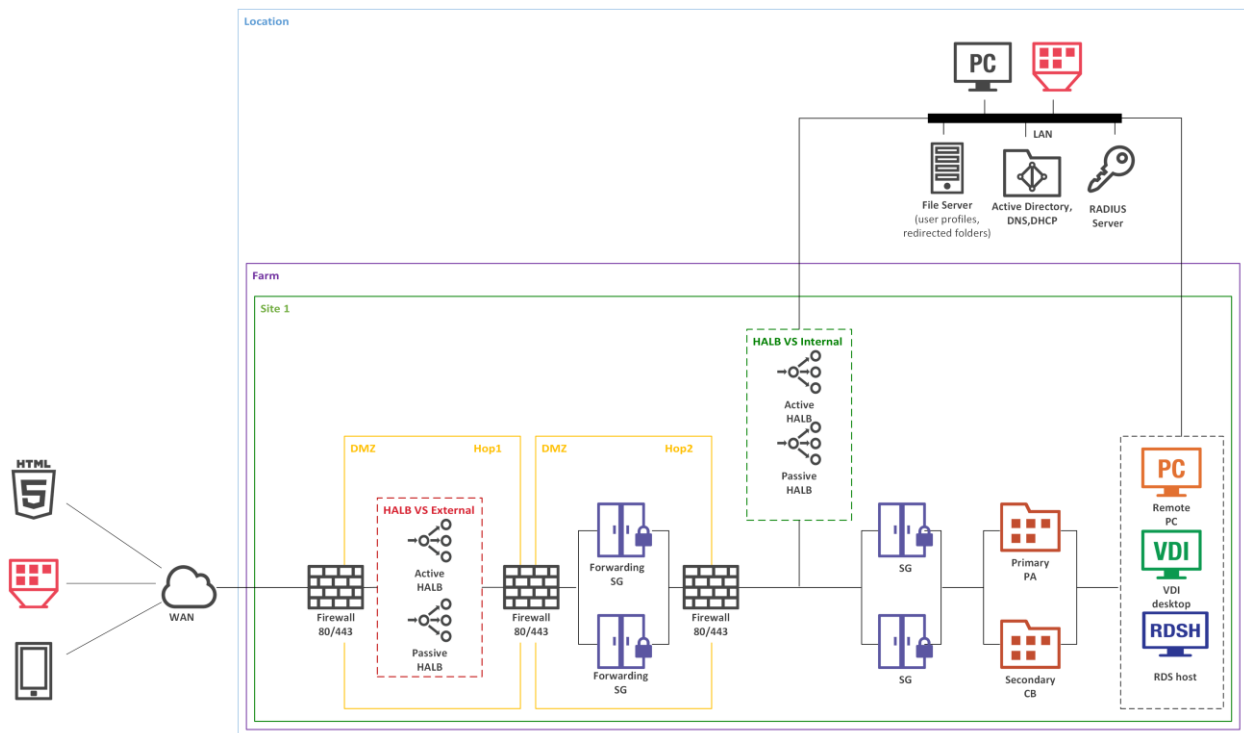 Location
PC
LAN
File Server
(user profiles,
redirected folders)
Active Directory,
DNS,DHCP
RADIUS
Server
Farm
Site 1
HALB VS Internal
Active
HALB
Passive
HALB
DMZ
Hop1
DMZ
Hop2
HTML
5
HALB VS External
Active
HALB
Passive
HALB
WAN
Firewall
80/443
Firewall
80/443
Forwarding
SG
Forwarding
SG
Firewall
80/443
SG
SG
Primary
PA
Secondary
CB
PC
Remote
PC
VDI
VDI
desktop
RDSH
RDS host